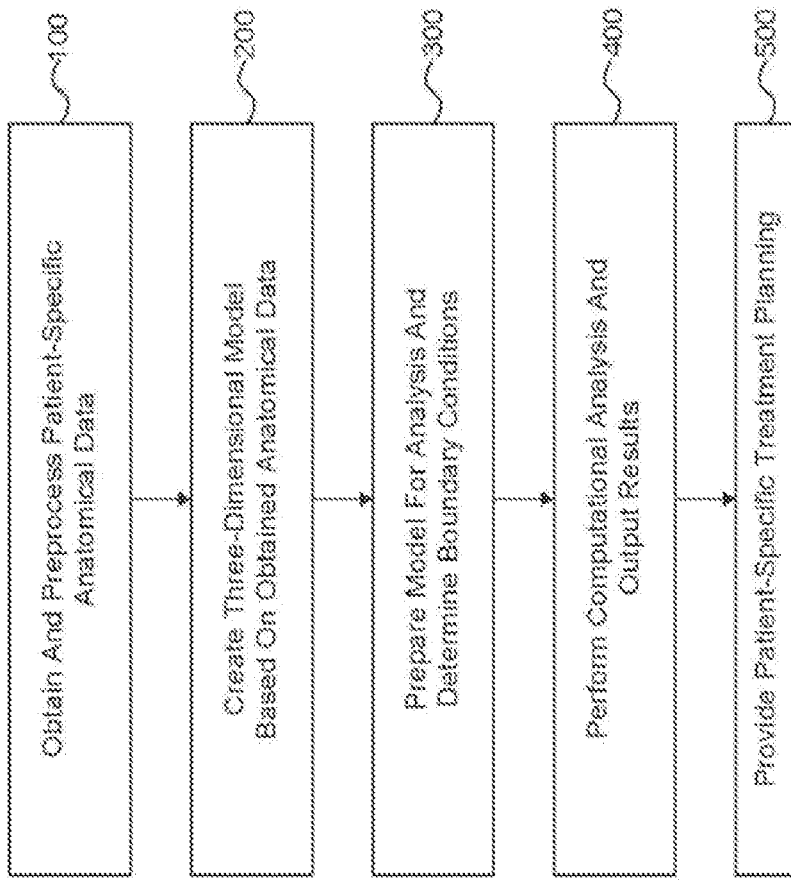 Obtain And Preprocess Patient-Specific
Anatomical Data
100
Create Three-Dimensional Model
Based On Obtained Anatomical Data
200
Prepare Model For Analysis And
Determine Boundary Conditions
300
Perform Computational Analysis And
Output Results
400
Provide Patient-Specific Treatment Planning
500